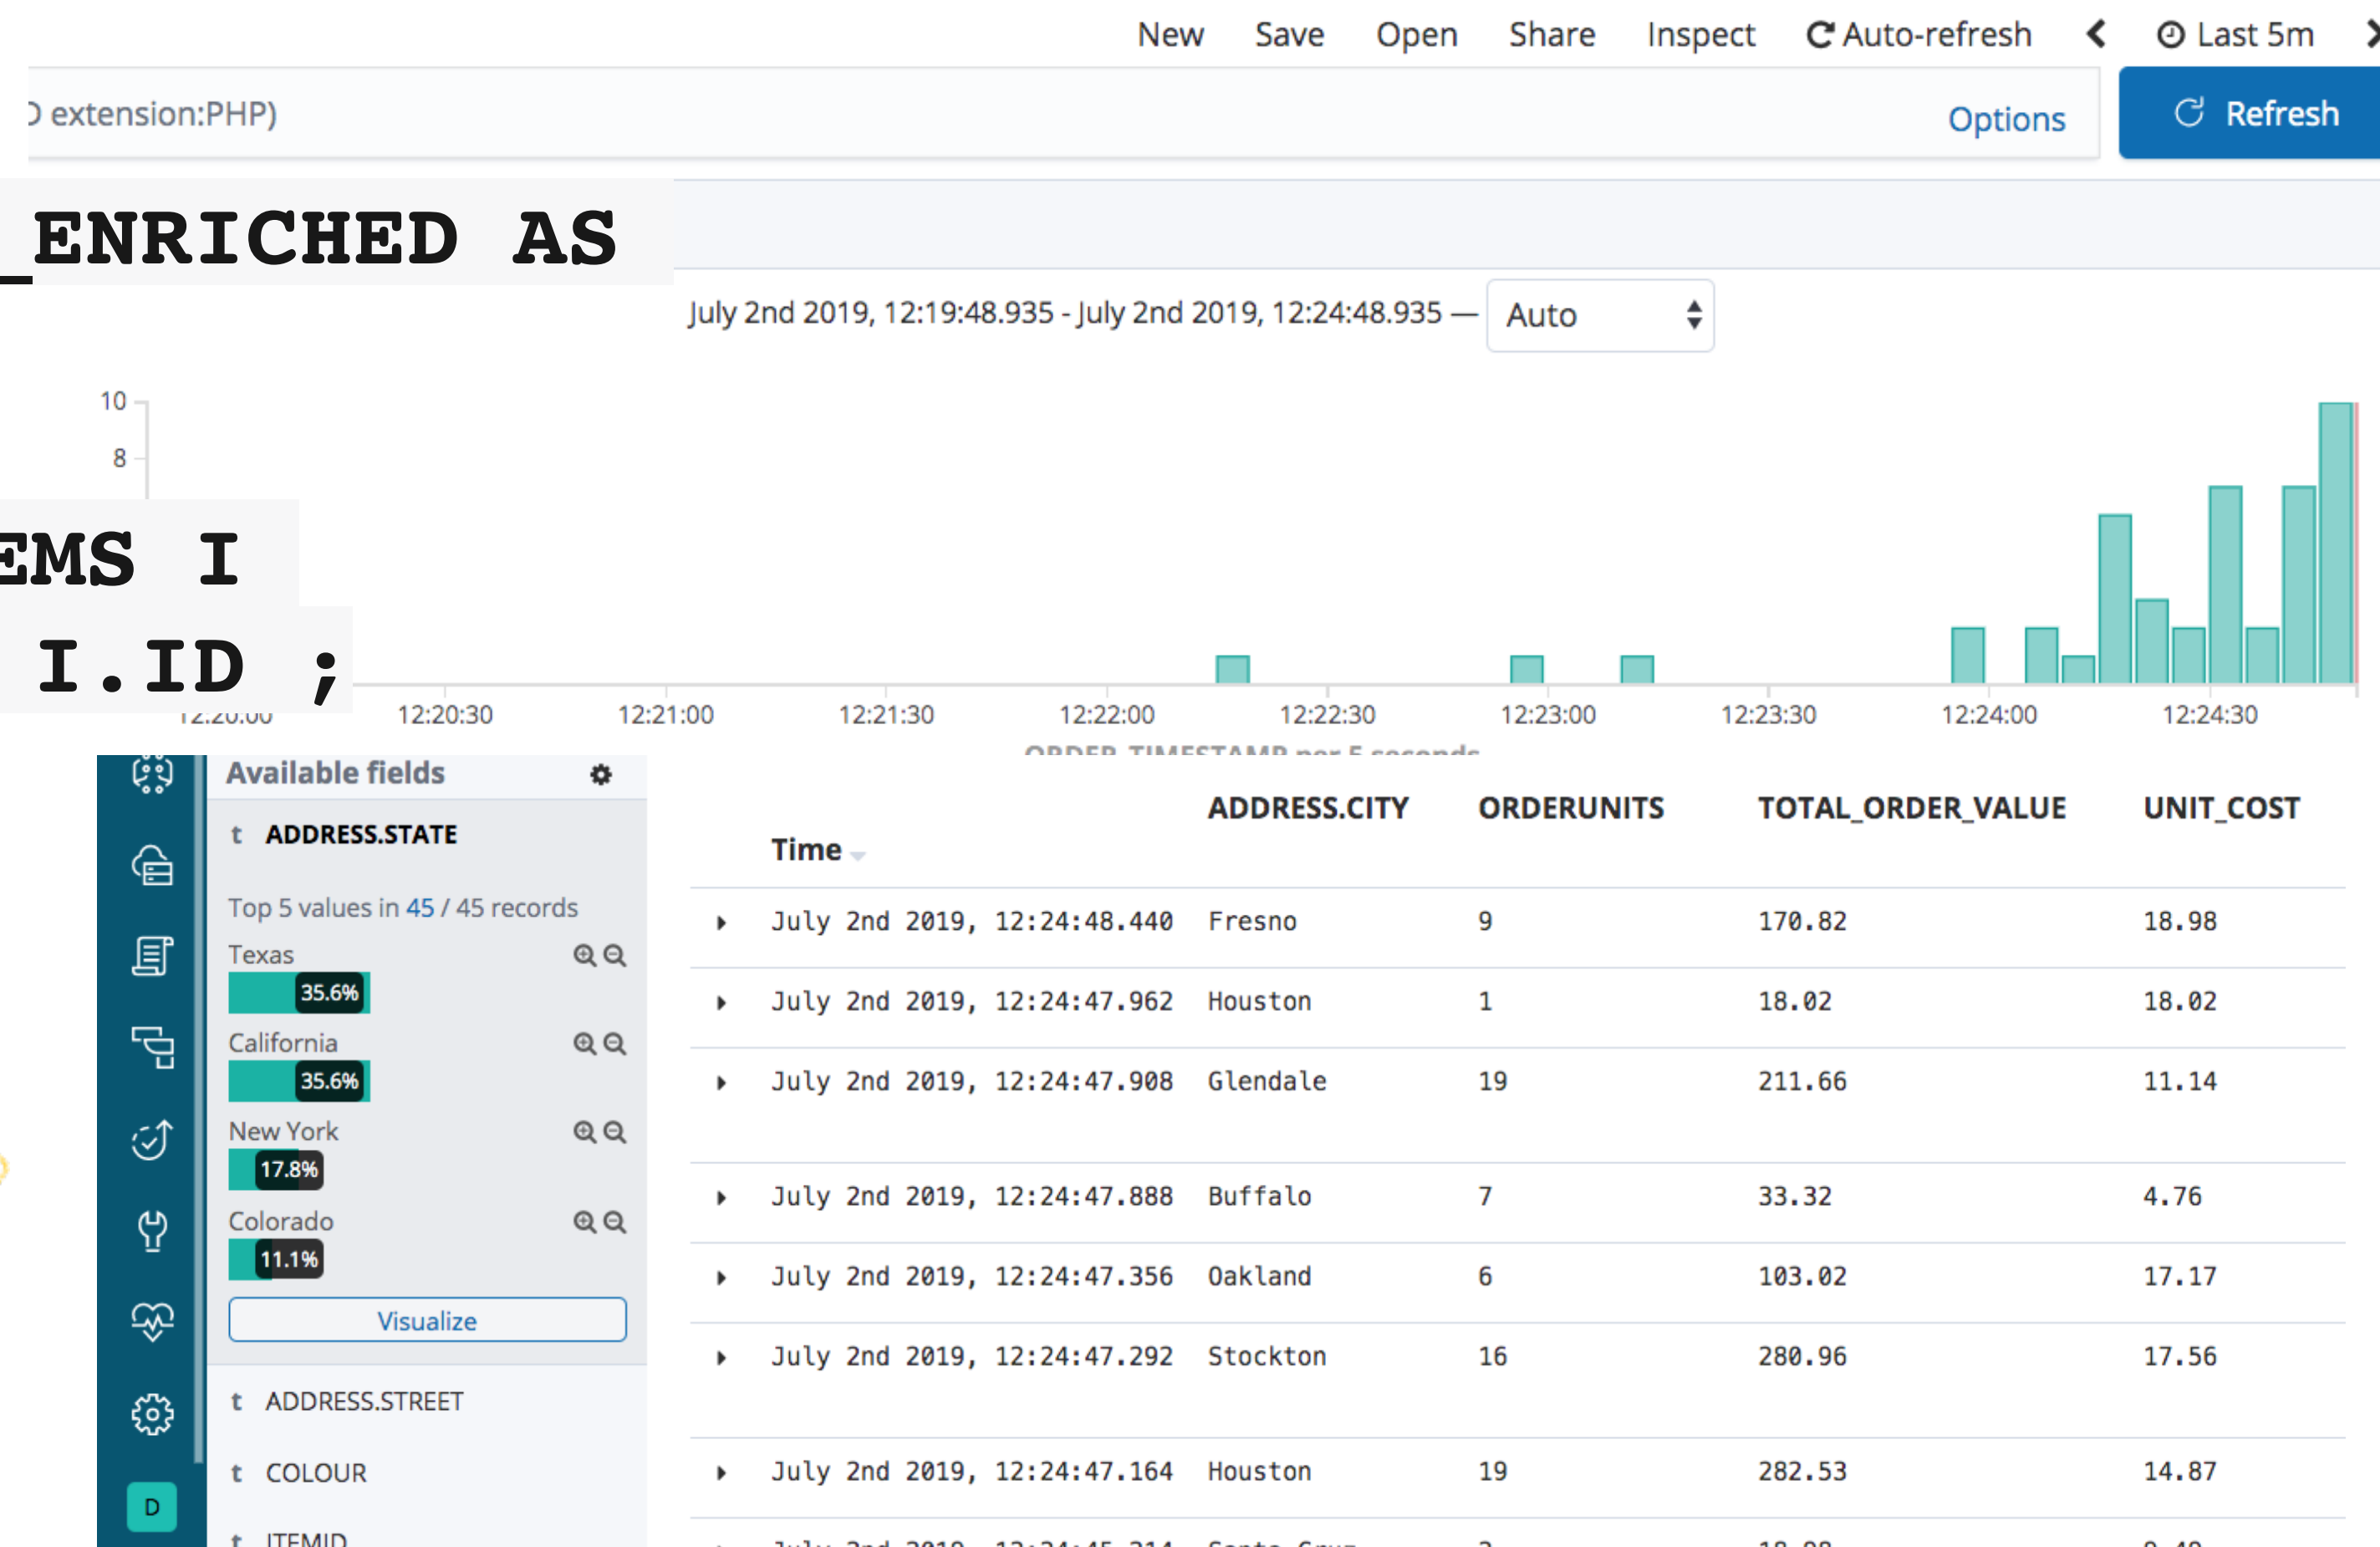 New Save Open Share Inspect Auto-refresh Last 5m
extension:PHP) Options Refresh
_ENRICHED AS
July 2nd 2019, 12:19:48.935 - July 2nd 2019, 12:24:48.935 — Auto
10
8
I
I.ID ;
12:20:00 12:20:30 12:21:00 12:21:30 12:22:00 12:22:30 12:23:00 12:23:30 12:24:00 12:24:30
ORDER_TIMESTAMP per 5 seconds
Available fields
t ADDRESS.STATE
Top 5 values in 45 / 45 records
Texas
35.6%
California
35.6%
New York
17.8%
Colorado
11.1%
Visualize
t ADDRESS.STREET
t COLOUR
t ITEMID
D
Time ADDRESS.CITY ORDERUNITS TOTAL_ORDER_VALUE UNIT_COST
July 2nd 2019, 12:24:48.440 Fresno 9 170.82 18.98
July 2nd 2019, 12:24:47.962 Houston 1 18.02 18.02
July 2nd 2019, 12:24:47.908 Glendale 19 211.66 11.14
July 2nd 2019, 12:24:47.888 Buffalo 7 33.32 4.76
July 2nd 2019, 12:24:47.356 Oakland 6 103.02 17.17
July 2nd 2019, 12:24:47.292 Stockton 16 280.96 17.56
July 2nd 2019, 12:24:47.164 Houston 19 282.53 14.87